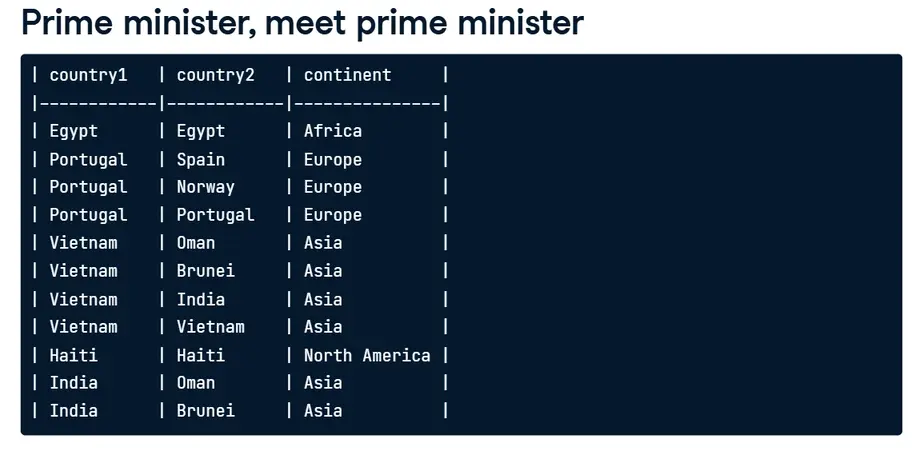 Prime minister, meet prime minister
| country1   | country2   | continent     |
|------------|------------|---------------|
| Egypt      | Egypt      | Africa        |
| Portugal   | Spain      | Europe        |
| Portugal   | Norway     | Europe        |
| Portugal   | Portugal   | Europe        |
| Vietnam    | Oman       | Asia          |
| Vietnam    | Brunei     | Asia          |
| Vietnam    | India      | Asia          |
| Vietnam    | Vietnam    | Asia          |
| Haiti      | Haiti      | North America |
| India      | Oman       | Asia          |
| India      | Brunei     | Asia          |